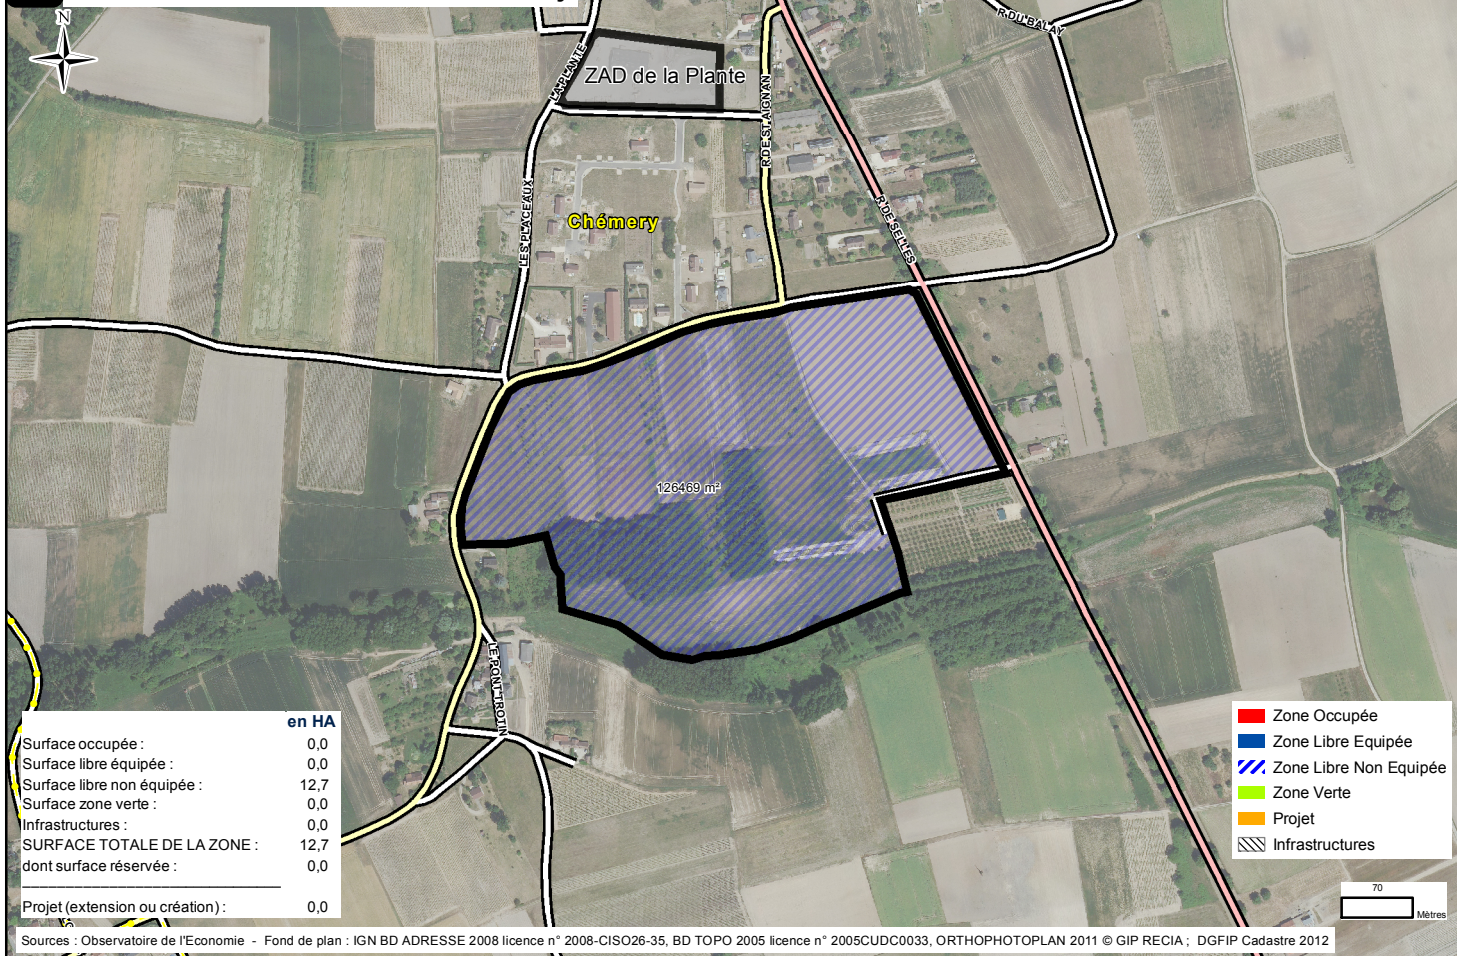 N
R DU BALAY
LA PLANTE
ZAD de la Plante
R DE ST AIGNAN
LES PLACEAUX
Chémery
R DE SELLES
126469 m²
LE PONT TROTIN
en HA
Surface occupée : 0,0
Surface libre équipée : 0,0
Surface libre non équipée : 12,7
Surface zone verte : 0,0
Infrastructures : 0,0
SURFACE TOTALE DE LA ZONE : 12,7
dont surface réservée : 0,0
Projet (extension ou création) : 0,0
Zone Occupée
Zone Libre Equipée
Zone Libre Non Equipée
Zone Verte
Projet
Infrastructures
70
Mètres
Sources : Observatoire de l'Economie - Fond de plan : IGN BD ADRESSE 2008 licence n° 2008-CISO26-35, BD TOPO 2005 licence n° 2005CUDC0033, ORTHOPHOTOPLAN 2011 © GIP RECIA ; DGFIP Cadastre 2012